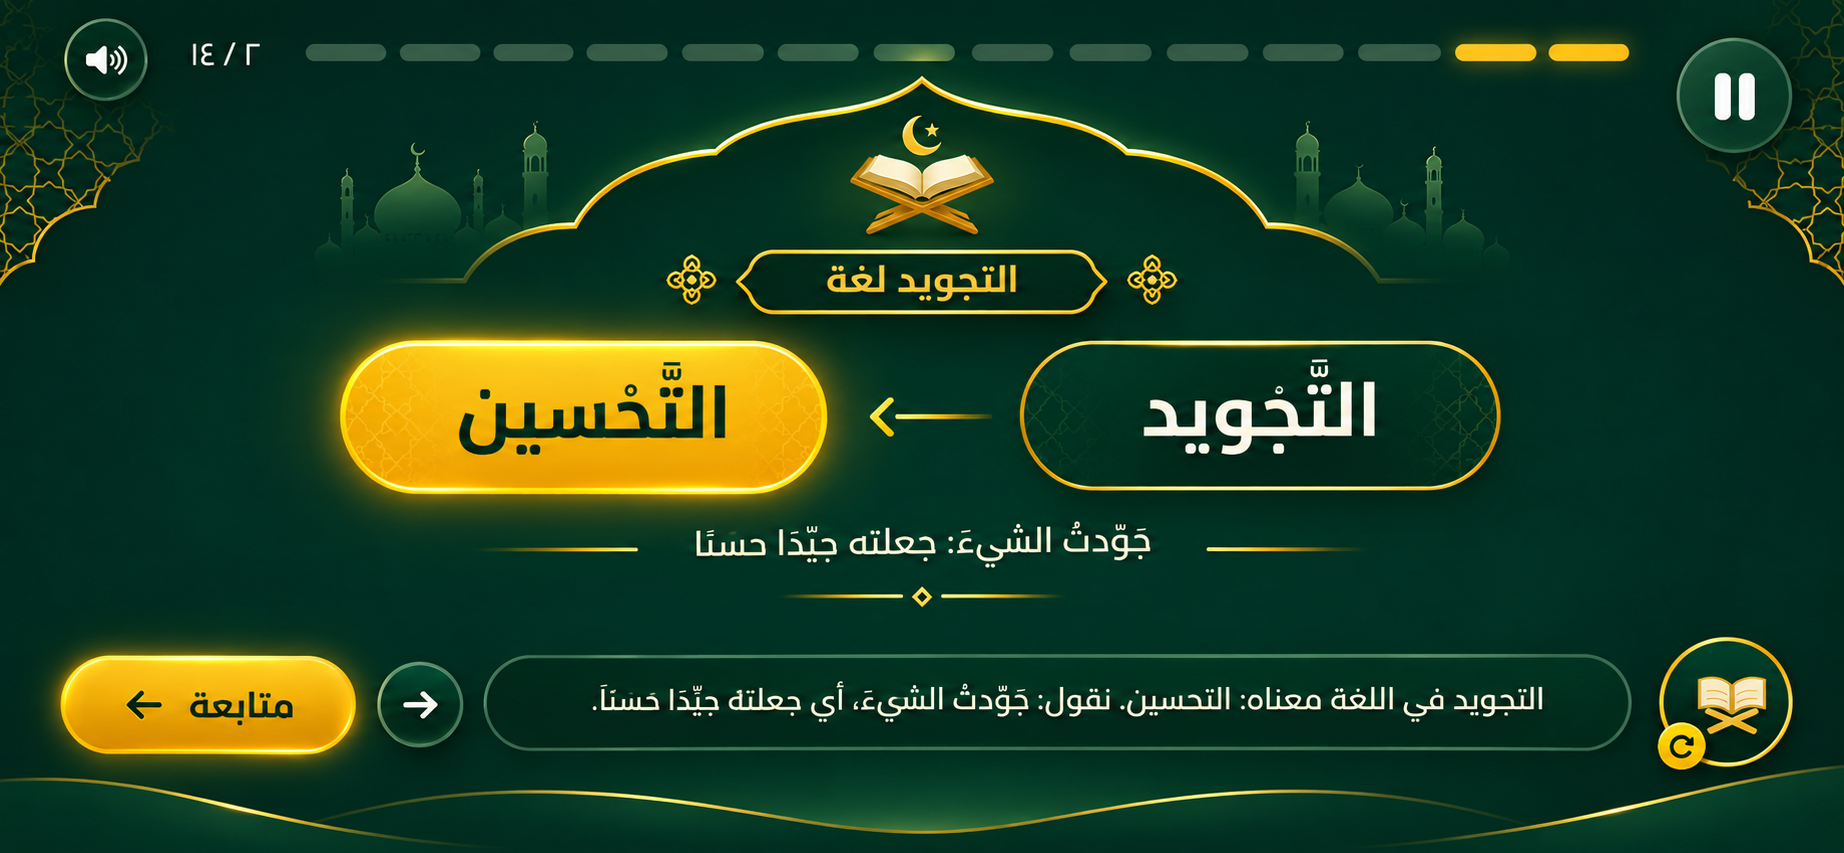 ٢ / ١٤
التجويد لغة
التَّجْويد
التَّحْسين
جَوّدتُ الشيءَ: جعلته جيّدَا حسنًا
التجويد في اللغة معناه: التحسين. نقول: جَوّدتُ الشيءَ، أي جعلتهُ جيِّدَا حَسنَاَ.
متابعة